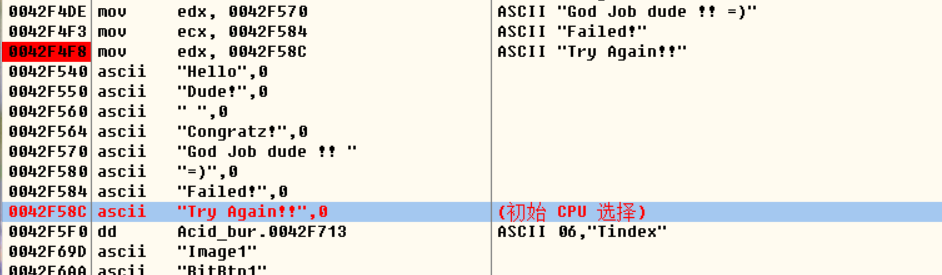 0042F4DE mov edx, 0042F570 ASCII "God Job dude !! =)"
0042F4F3 mov ecx, 0042F584 ASCII "Failed!"
0042F4F8 mov edx, 0042F58C ASCII "Try Again!!"
0042F540 ascii "Hello",0
0042F550 ascii "Dude!",0
0042F560 ascii " ",0
0042F564 ascii "Congratz!",0
0042F570 ascii "God Job dude !! "
0042F580 ascii "=)",0
0042F584 ascii "Failed!",0
0042F58C ascii "Try Again!!",0 (初始 CPU 选择)
0042F5F0 dd Acid_bur.0042F713 ASCII 06,"Tindex"
0042F69D ascii "Image1"
0042F6AA ascii "BitBtn1"